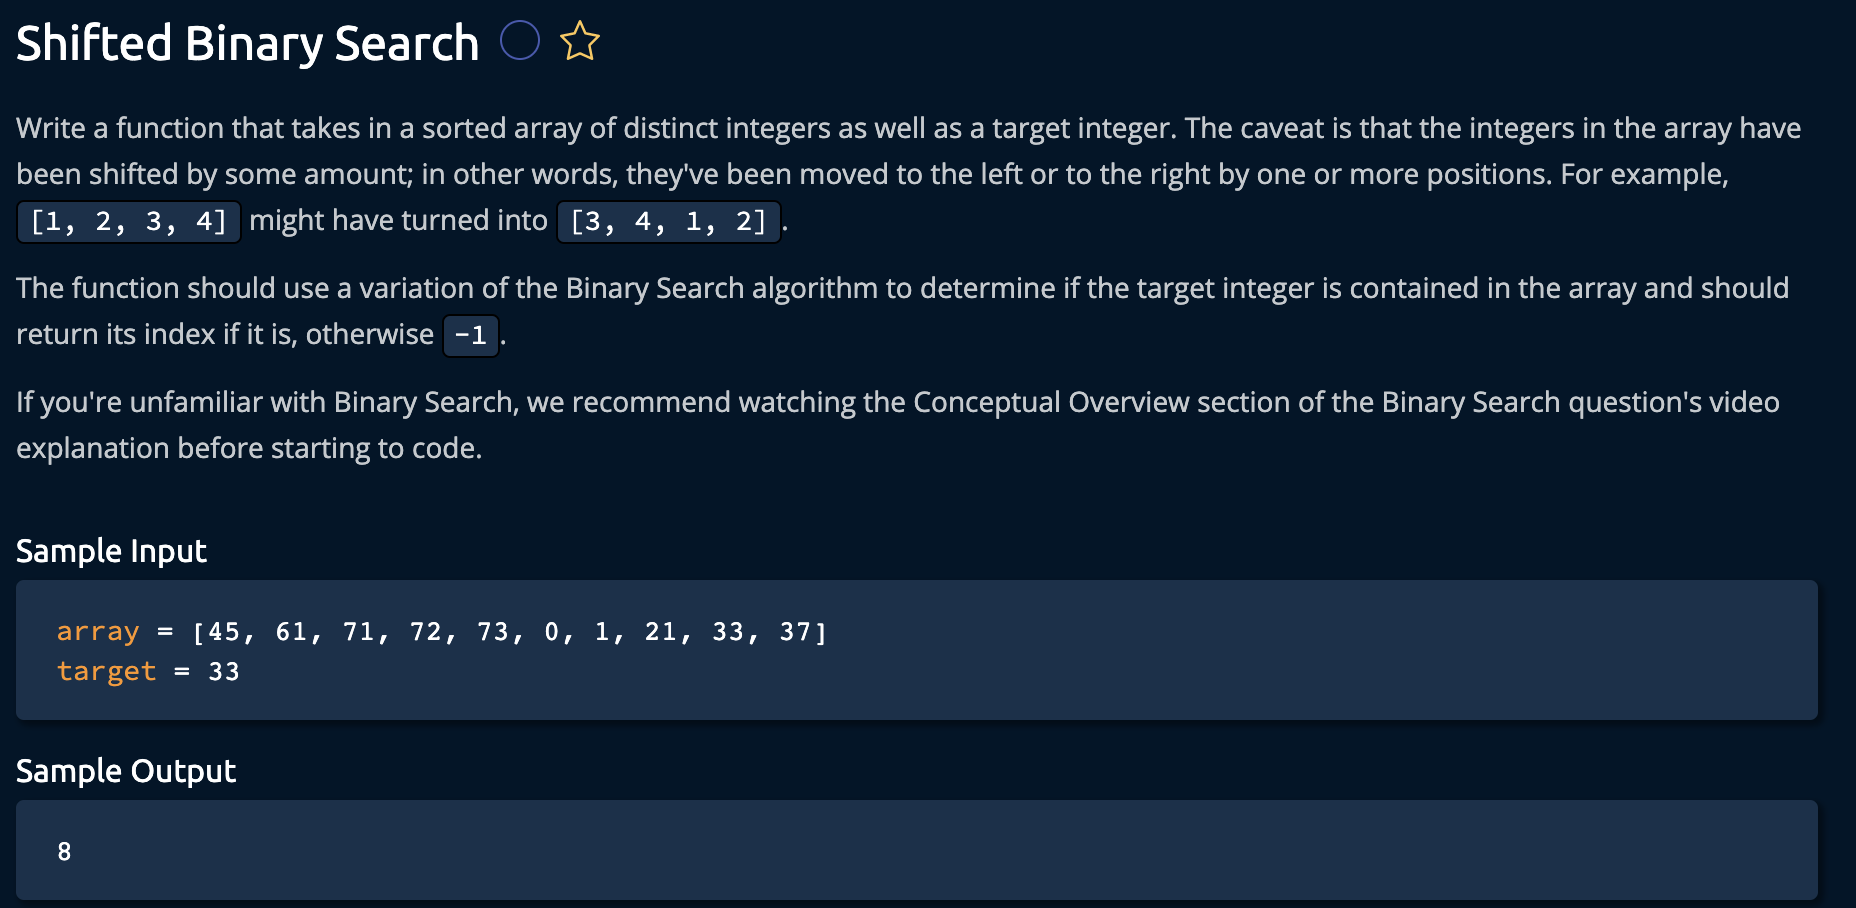 Shifted Binary Search
Write a function that takes in a sorted array of distinct integers as well as a target integer. The caveat is that the integers in the array have
been shifted by some amount; in other words, they've been moved to the left or to the right by one or more positions. For example,
[1, 2, 3, 4] might have turned into [3, 4, 1, 2].
The function should use a variation of the Binary Search algorithm to determine if the target integer is contained in the array and should
return its index if it is, otherwise -1.
If you're unfamiliar with Binary Search, we recommend watching the Conceptual Overview section of the Binary Search question's video
explanation before starting to code.
Sample Input
array = [45, 61, 71, 72, 73, 0, 1, 21, 33, 37]
target = 33
Sample Output
8